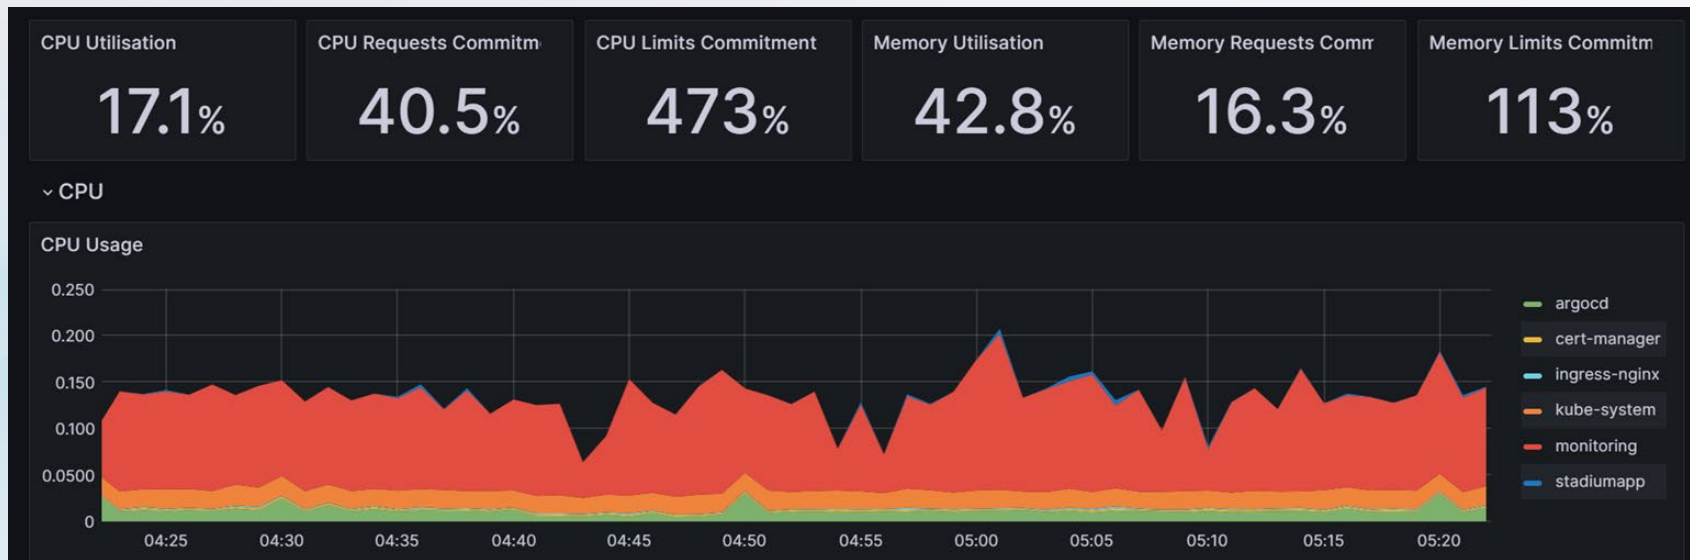 CPU Utilisation
17.1%
CPU Requests Commitm
40.5%
CPU Limits Commitment
473%
Memory Utilisation
42.8%
Memory Requests Comm
16.3%
Memory Limits Commitm
113%
CPU
CPU Usage
0.250
0.200
0.150
0.100
0.0500
0
04:25 04:30 04:35 04:40 04:45 04:50 04:55 05:00 05:05 05:10 05:15 05:20
argocd
cert-manager
ingress-nginx
kube-system
monitoring
stadiumapp